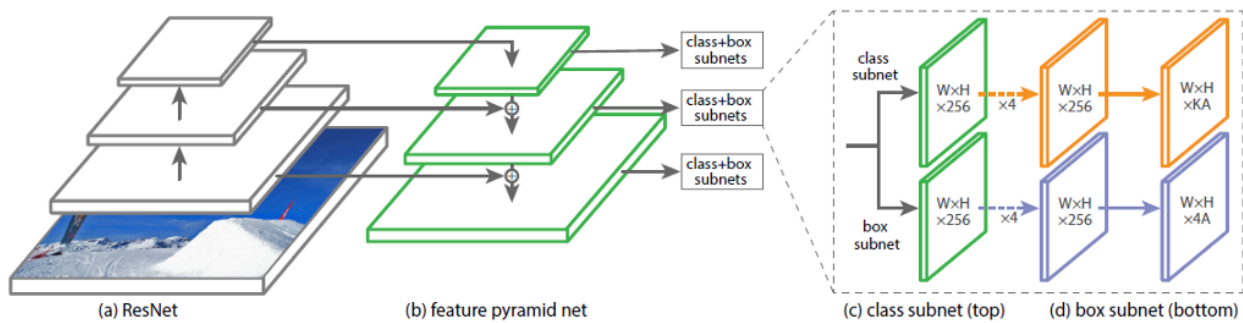 class+box
subnets
class+box
subnets
class+box
subnets
class
subnet
W×H
×256
×4
W×H
×256
W×H
×KA
box
subnet
W×H
×256
×4
W×H
×256
W×H
×4A
(a) ResNet
(b) feature pyramid net
(c) class subnet (top)
(d) box subnet (bottom)